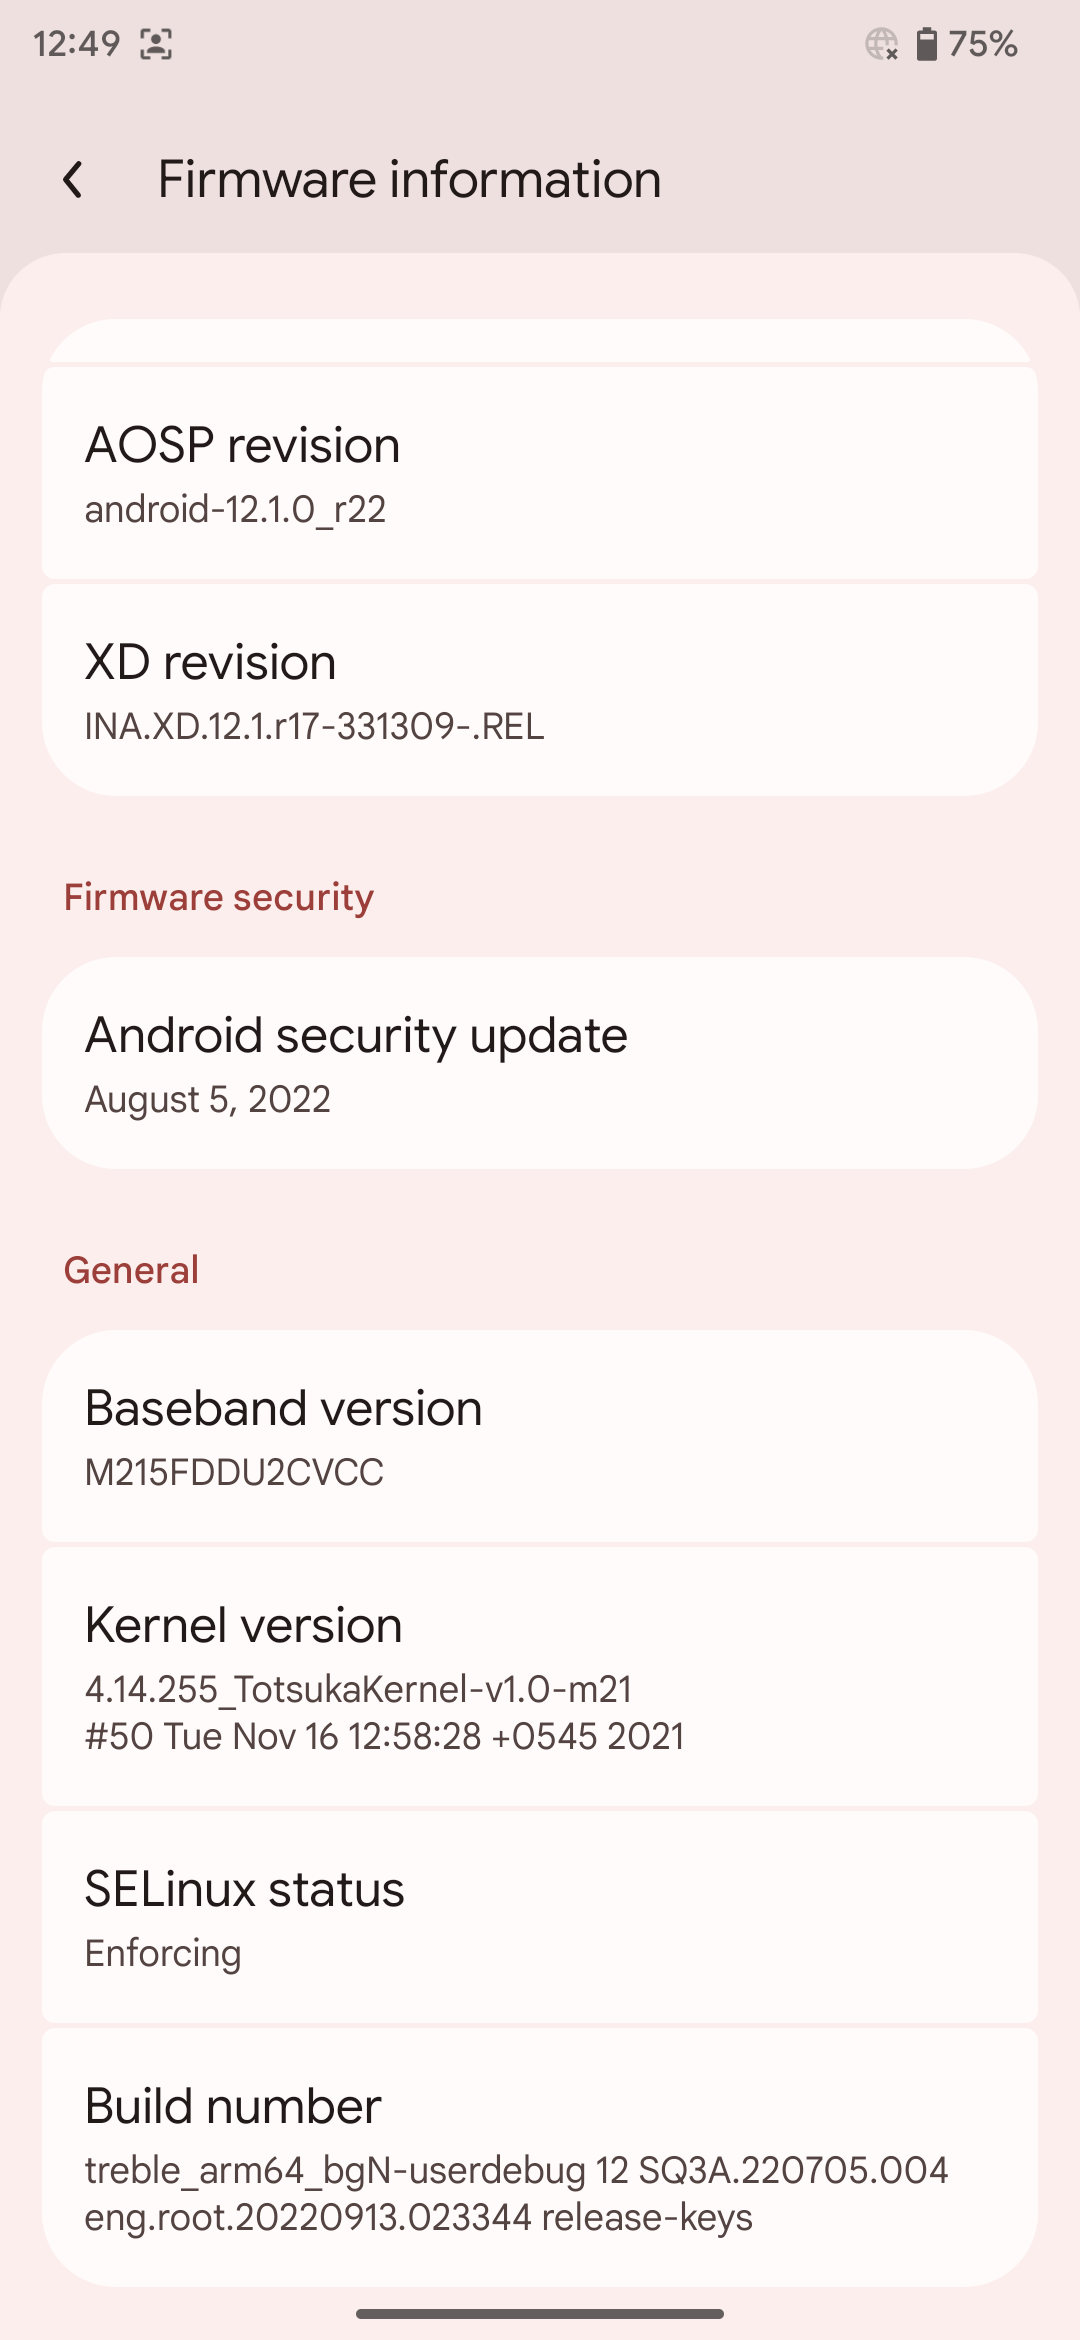 12:49
75%
Firmware information
AOSP revision
android-12.1.0_r22
XD revision
INA.XD.12.1.r17-331309-.REL
Firmware security
Android security update
August 5, 2022
General
Baseband version
M215FDDU2CVCC
Kernel version
4.14.255_TotsukaKernel-v1.0-m21
#50 Tue Nov 16 12:58:28 +0545 2021
SELinux status
Enforcing
Build number
treble_arm64_bgN-userdebug 12 SQ3A.220705.004
eng.root.20220913.023344 release-keys